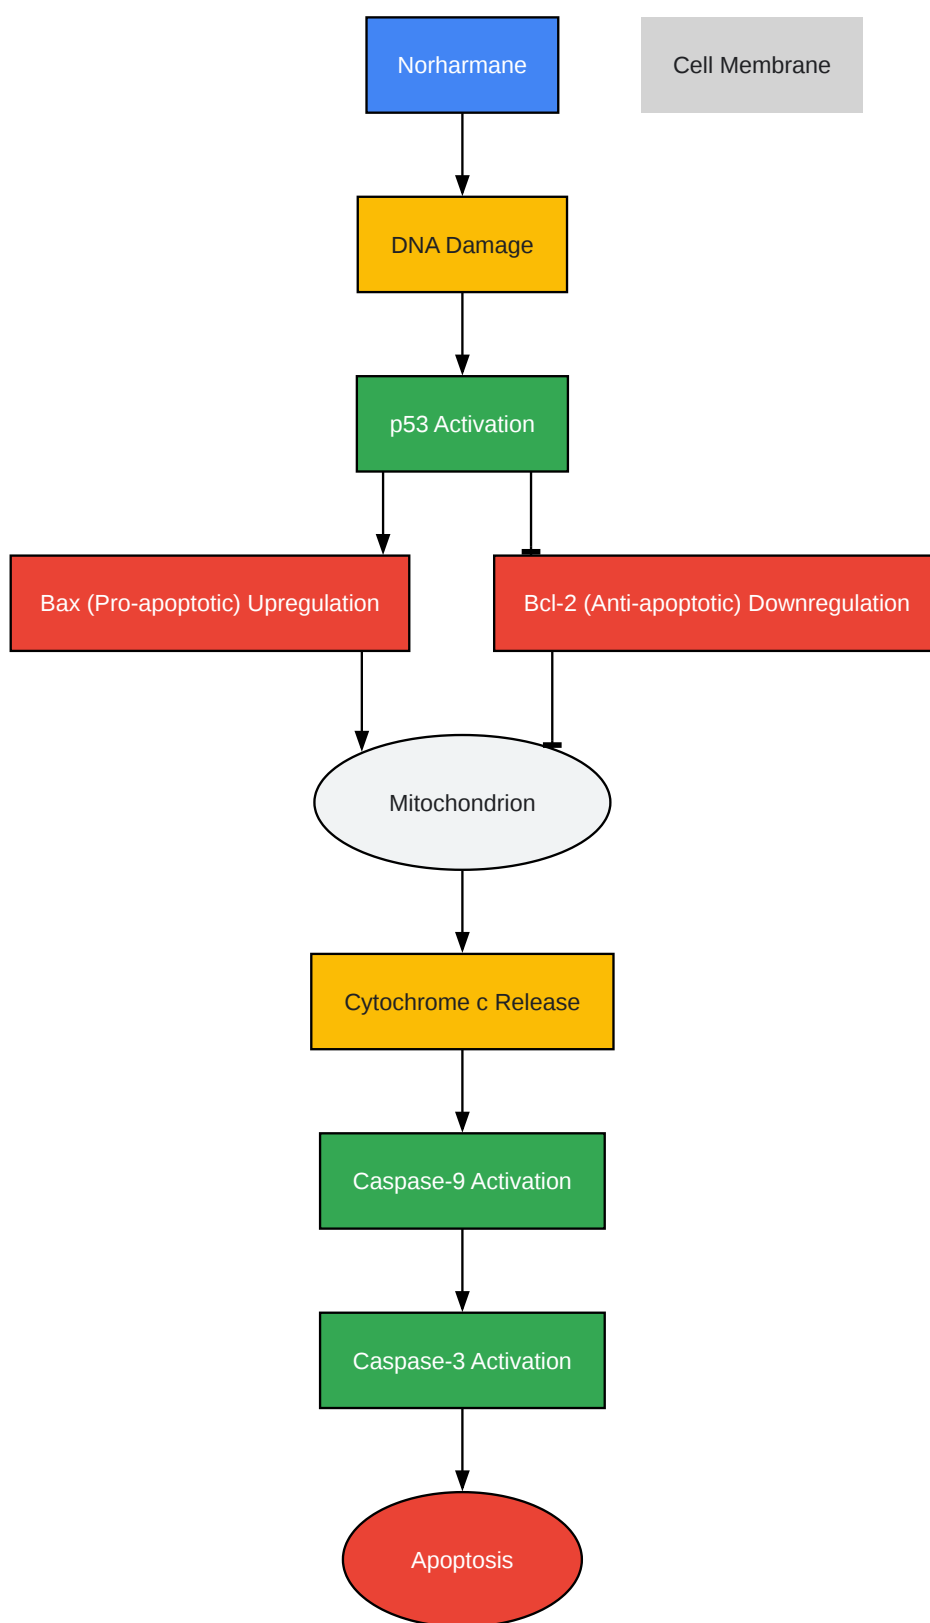 Norharmane
Cell Membrane
DNA Damage
p53 Activation
Bax (Pro-apoptotic) Upregulation
Bcl-2 (Anti-apoptotic) Downregulation
Mitochondrion
Cytochrome c Release
Caspase-9 Activation
Caspase-3 Activation
Apoptosis